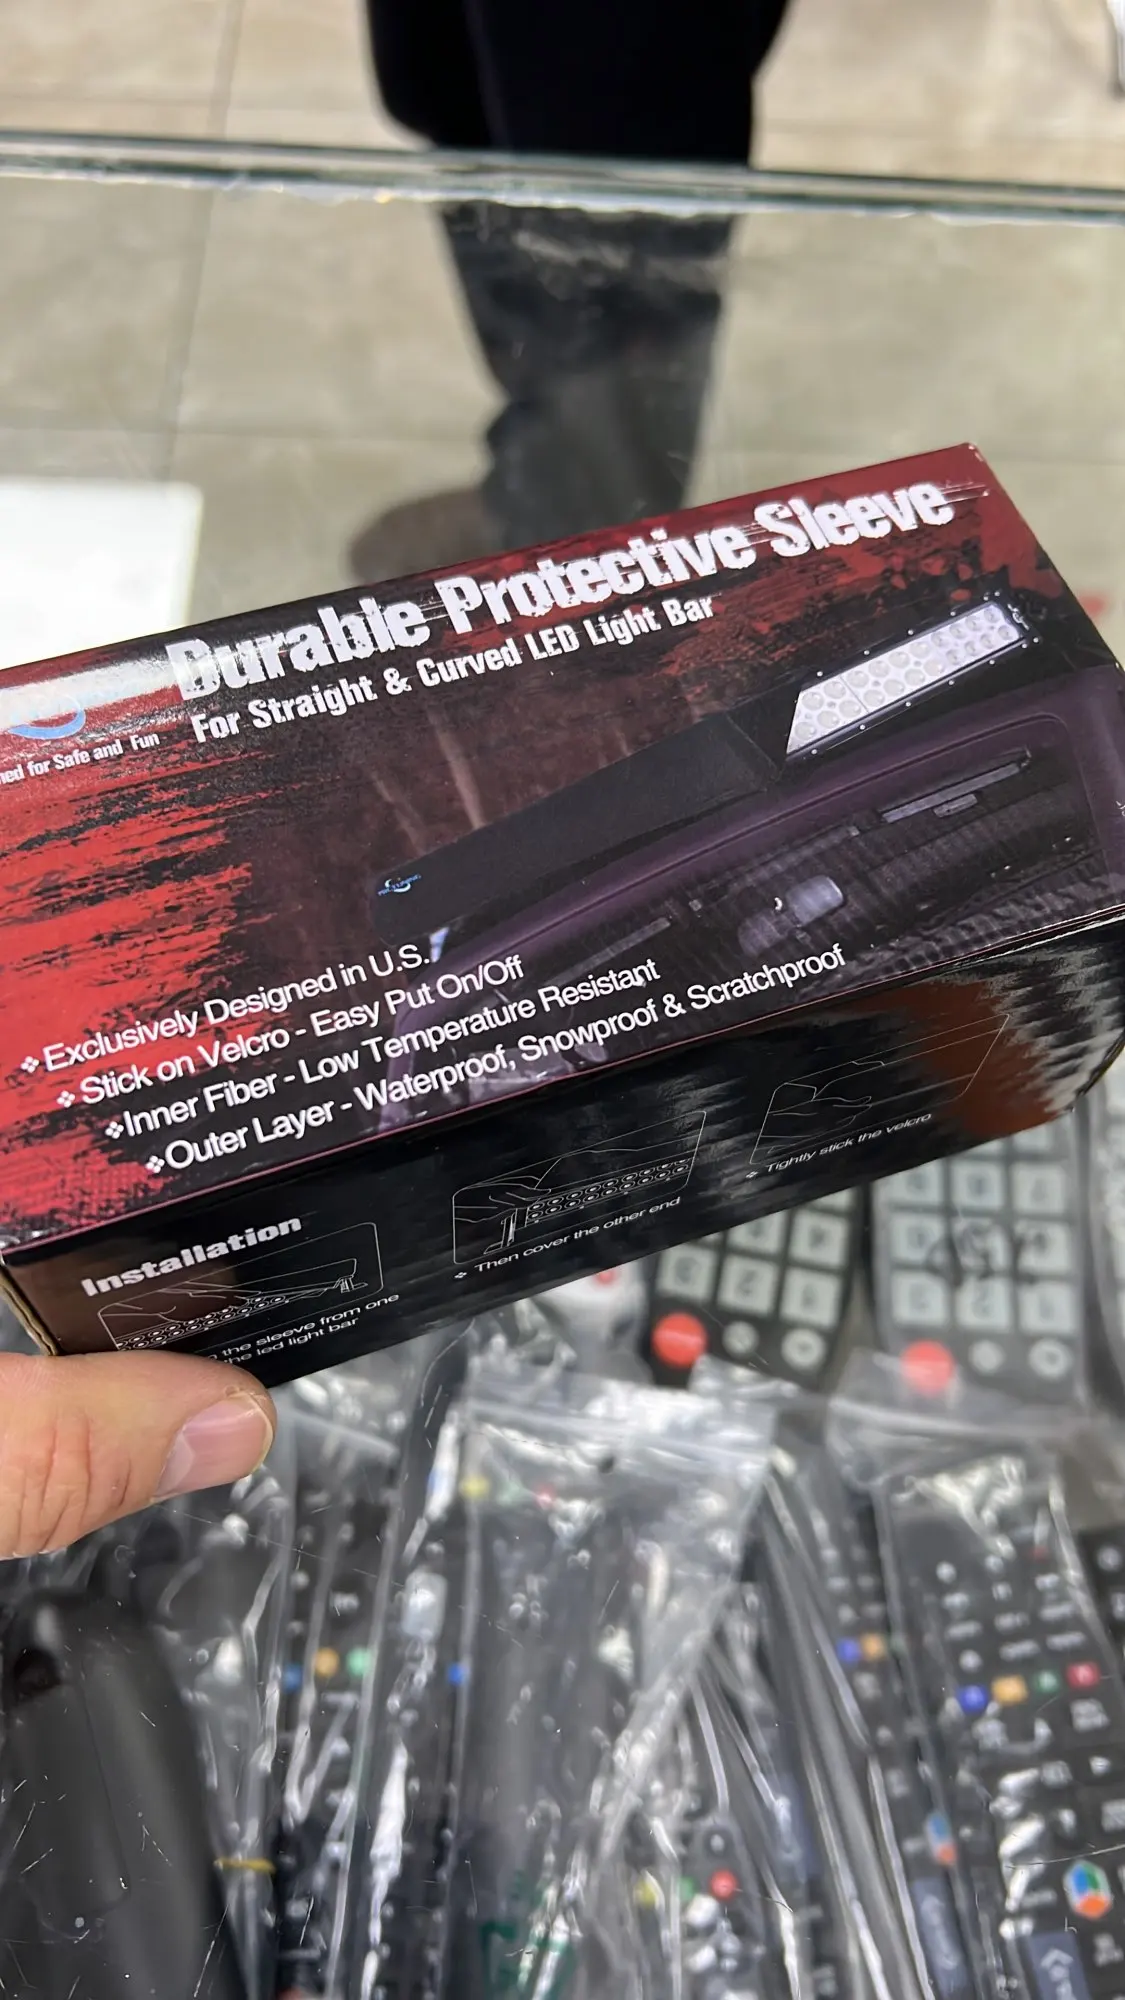 Durable Protective Sleeve
For Straight & Curved LED Light Bar
for Safe and Fun
❖Exclusively Designed in U.S.
❖Stick on Velcro - Easy Put On/Off
❖Inner Fiber - Low Temperature Resistant
❖Outer Layer - Waterproof, Snowproof & Scratchproof
Installation
the sleeve from one
the led light bar
❖ Then cover the other end
❖ Tightly stick the velcro